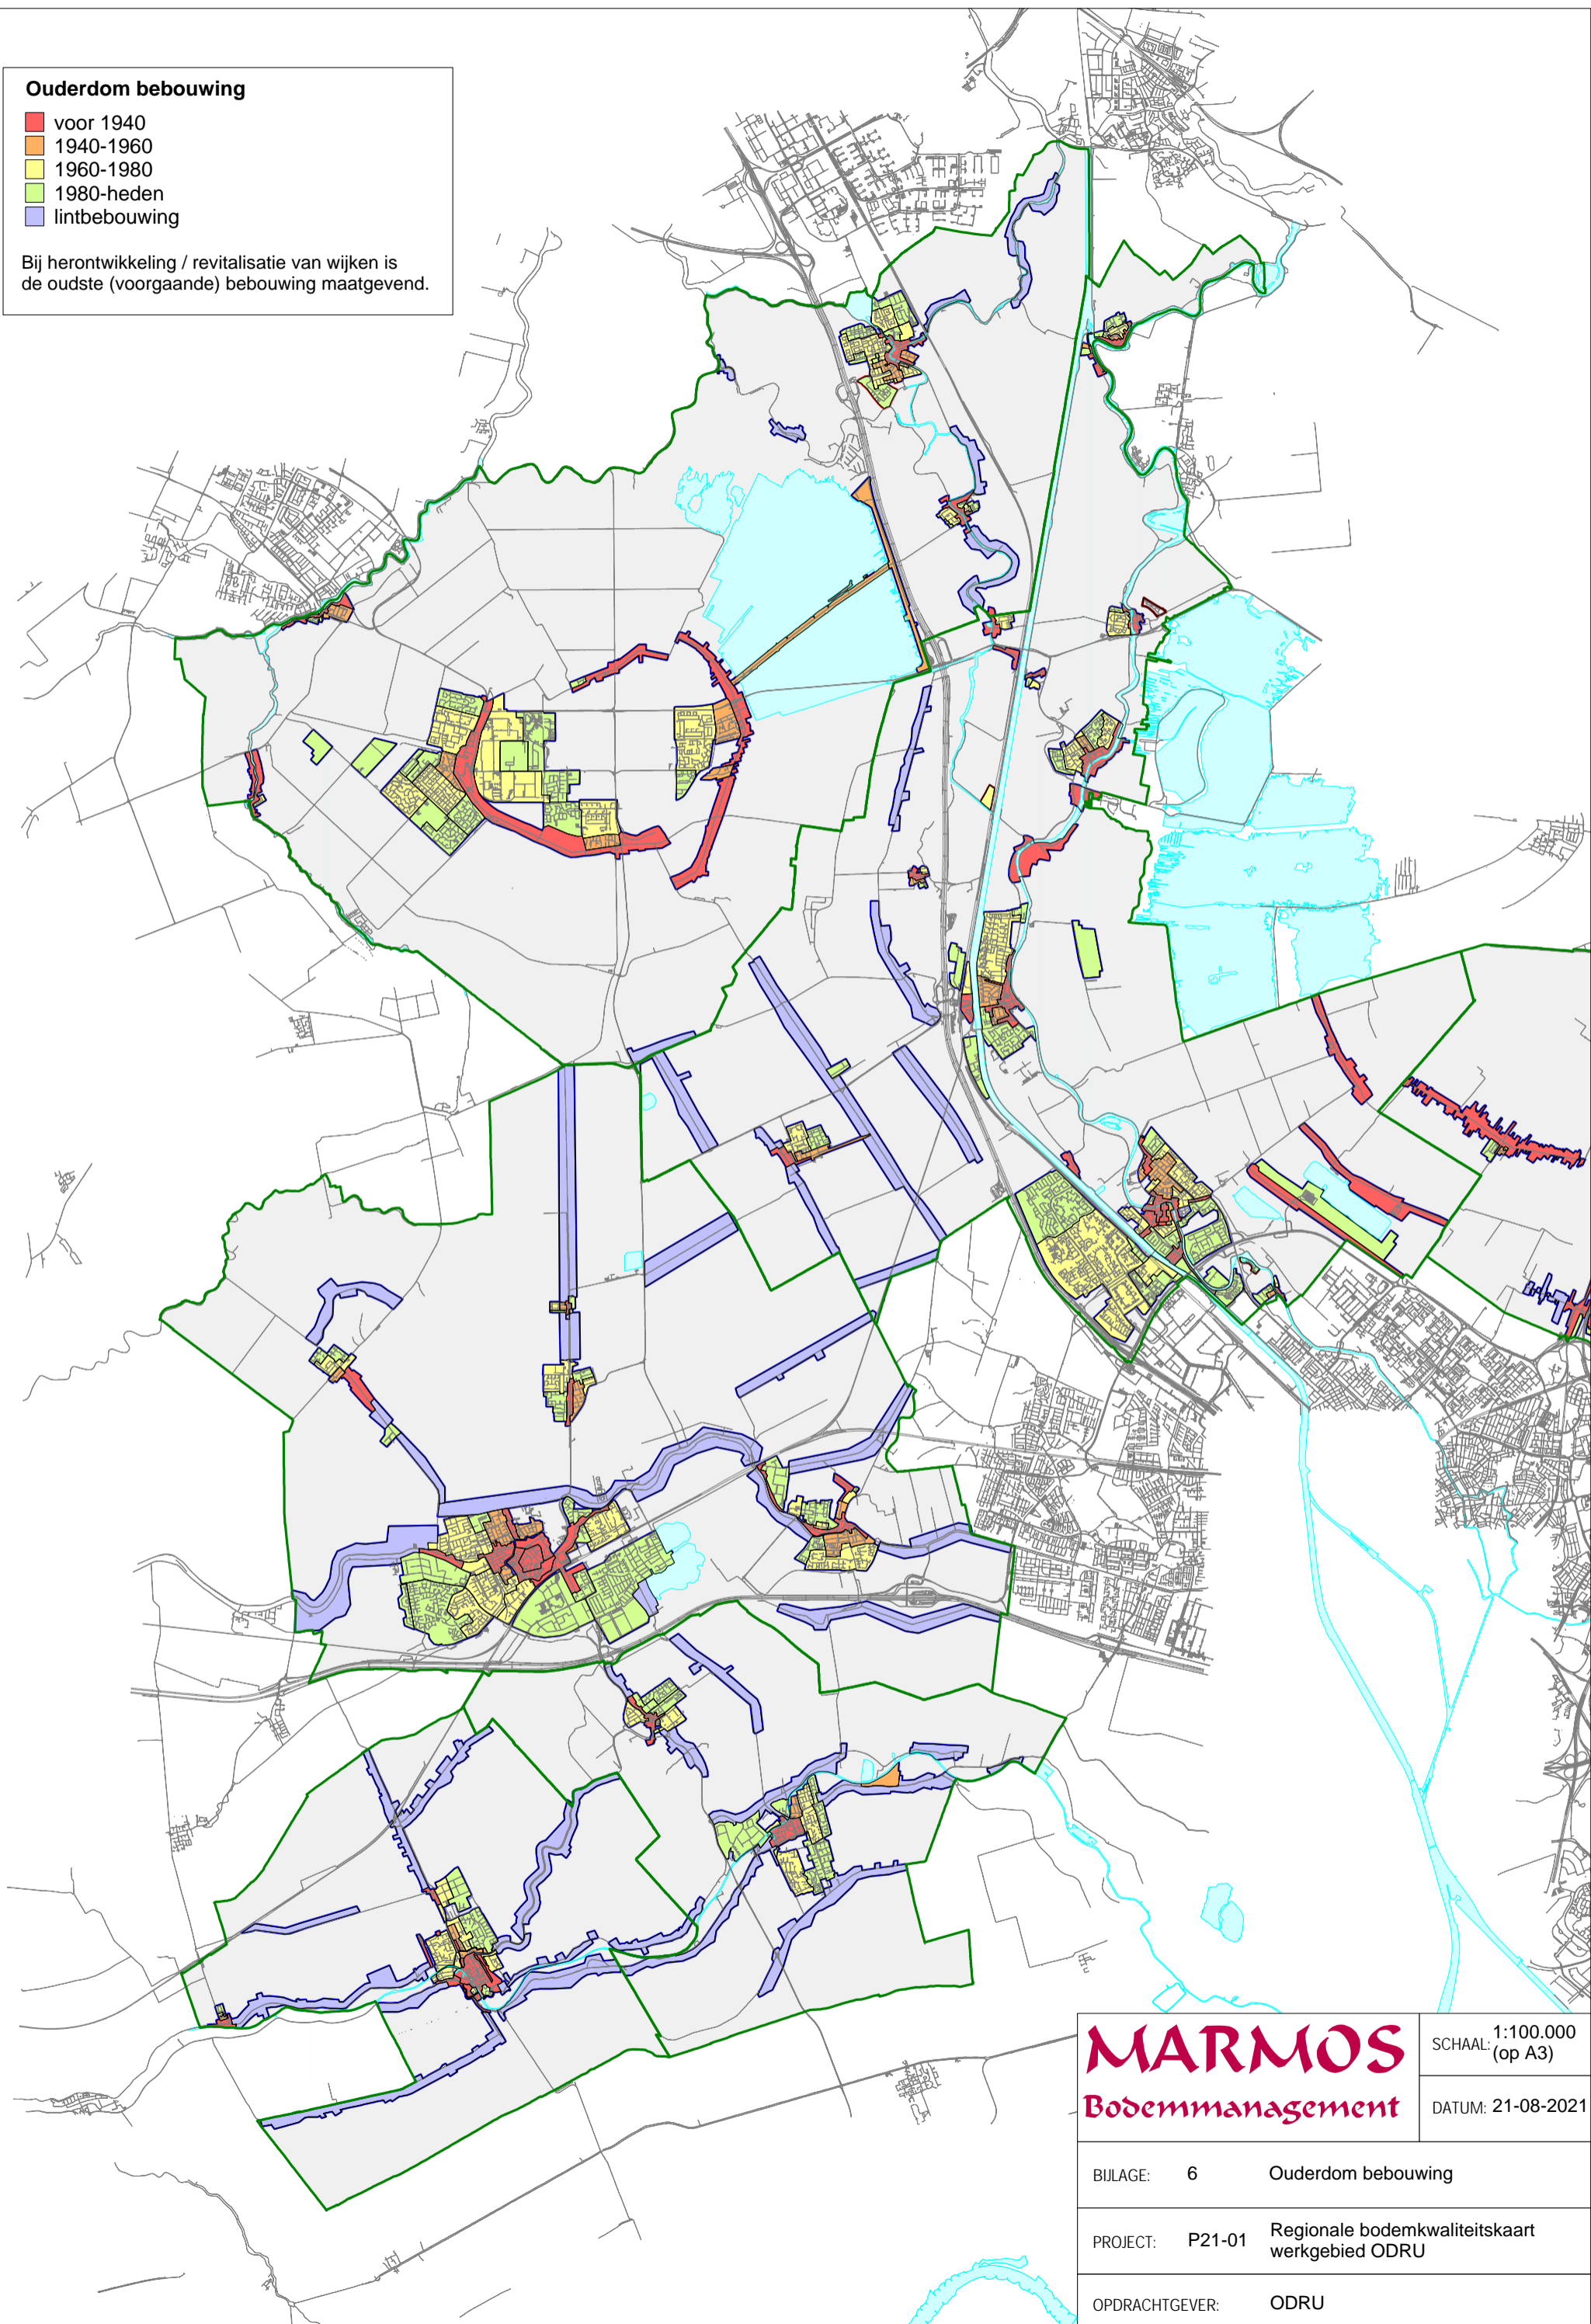 Ouderdom bebouwing
voor 1940
1940-1960
1960-1980
1980-heden
lintbebouwing
Bij herontwikkeling / revitalisatie van wijken is
de oudste (voorgaande) bebouwing maatgevend.
MARMOS
Bodemmanagement
SCHAAL: 1:100.000
(op A3)
DATUM: 21-08-2021
BIJLAGE: 6 Ouderdom bebouwing
PROJECT: P21-01 Regionale bodemkwaliteitskaart
werkgebied ODRU
OPDRACHTGEVER: ODRU